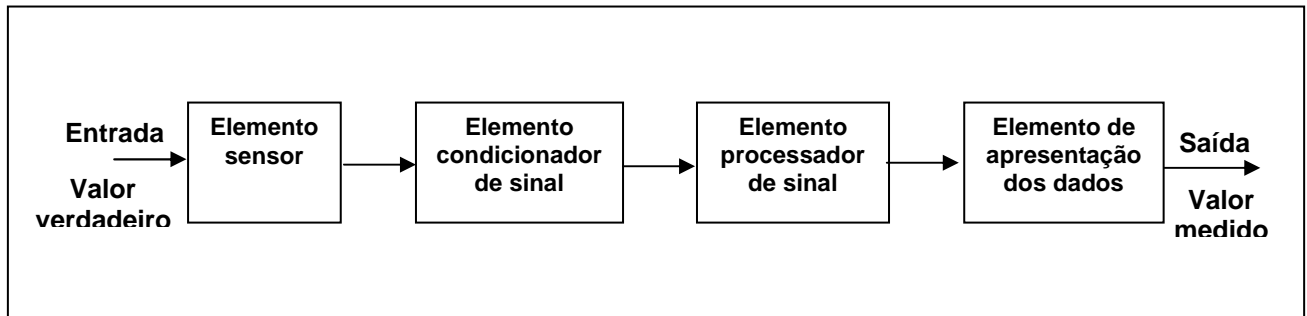 Entrada
Valor
verdadeiro
Elemento
sensor
Elemento
condicionador
de sinal
Elemento
processador
de sinal
Elemento de
apresentação
dos dados
Saída
Valor
medido